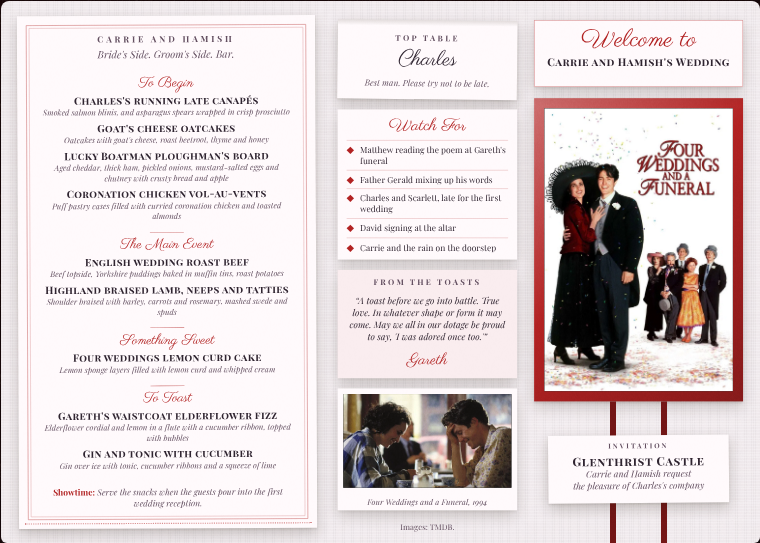 CARRIE AND HAMISH
Bride's Side. Groom's Side. Bar.
To Begin
Charles's running late canapés
Smoked salmon blinis, and asparagus spears wrapped in crisp prosciutto
Goat's cheese oatcakes
Oatcakes with goat's cheese, roast beetroot, thyme and honey
Lucky Boatman ploughman's board
Aged cheddar, thick ham, pickled onions, mustard-salted eggs and
chutney with crusty bread and apple
Coronation chicken vol-au-vents
Puff pastry cases filled with curried coronation chicken and toasted
almonds
The Main Event
English wedding roast beef
Beef topside, Yorkshire puddings baked in muffin tins, roast potatoes
Highland braised lamb, neeps and tatties
Shoulder braised with barley, carrots and rosemary, mashed swede and
spuds
Something Sweet
Four weddings lemon curd cake
Lemon sponge layers filled with lemon curd and whipped cream
To Toast
Gareth's waistcoat elderflower fizz
Elderflower cordial and lemon in a flute with a cucumber ribbon, topped
with bubbles
Gin and tonic with cucumber
Gin over ice with tonic, cucumber ribbons and a squeeze of lime
Showtime: Serve the snacks when the guests pour into the first
wedding reception.
TOP TABLE
Charles
Best man. Please try not to be late.
Watch For
Matthew reading the poem at Gareth's
funeral
Father Gerald mixing up his words
Charles and Scarlett, late for the first
wedding
David signing at the altar
Carrie and the rain on the doorstep
FROM THE TOASTS
"A toast before we go into battle. True
love. In whatever shape or form it may
come. May we all in our dotage be proud
to say, 'I was adored once too.'"
Gareth
Four Weddings and a Funeral, 1994
Images: TMDB.
Welcome to
Carrie and Hamish's Wedding
FOUR
WEDDINGS
AND A
FUNERAL
INVITATION
Glenthrist Castle
Carrie and Hamish request
the pleasure of Charles's company